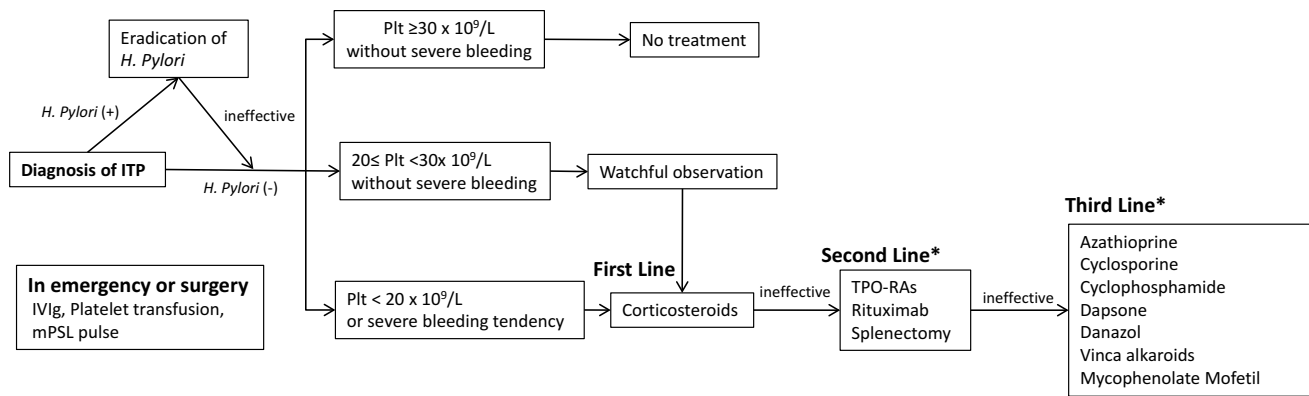 Eradication of
H. Pylori
H. Pylori (+)
ineffective
Diagnosis of ITP
H. Pylori (-)
Plt ≥30 x 10⁹/L
without severe bleeding
No treatment
20≤ Plt <30x 10⁹/L
without severe bleeding
Watchful observation
Plt < 20 x 10⁹/L
or severe bleeding tendency
First Line
Corticosteroids
ineffective
Second Line*
TPO-RAs
Rituximab
Splenectomy
ineffective
Third Line*
Azathioprine
Cyclosporine
Cyclophosphamide
Dapsone
Danazol
Vinca alkaroids
Mycophenolate Mofetil
In emergency or surgery
IVIg, Platelet transfusion,
mPSL pulse